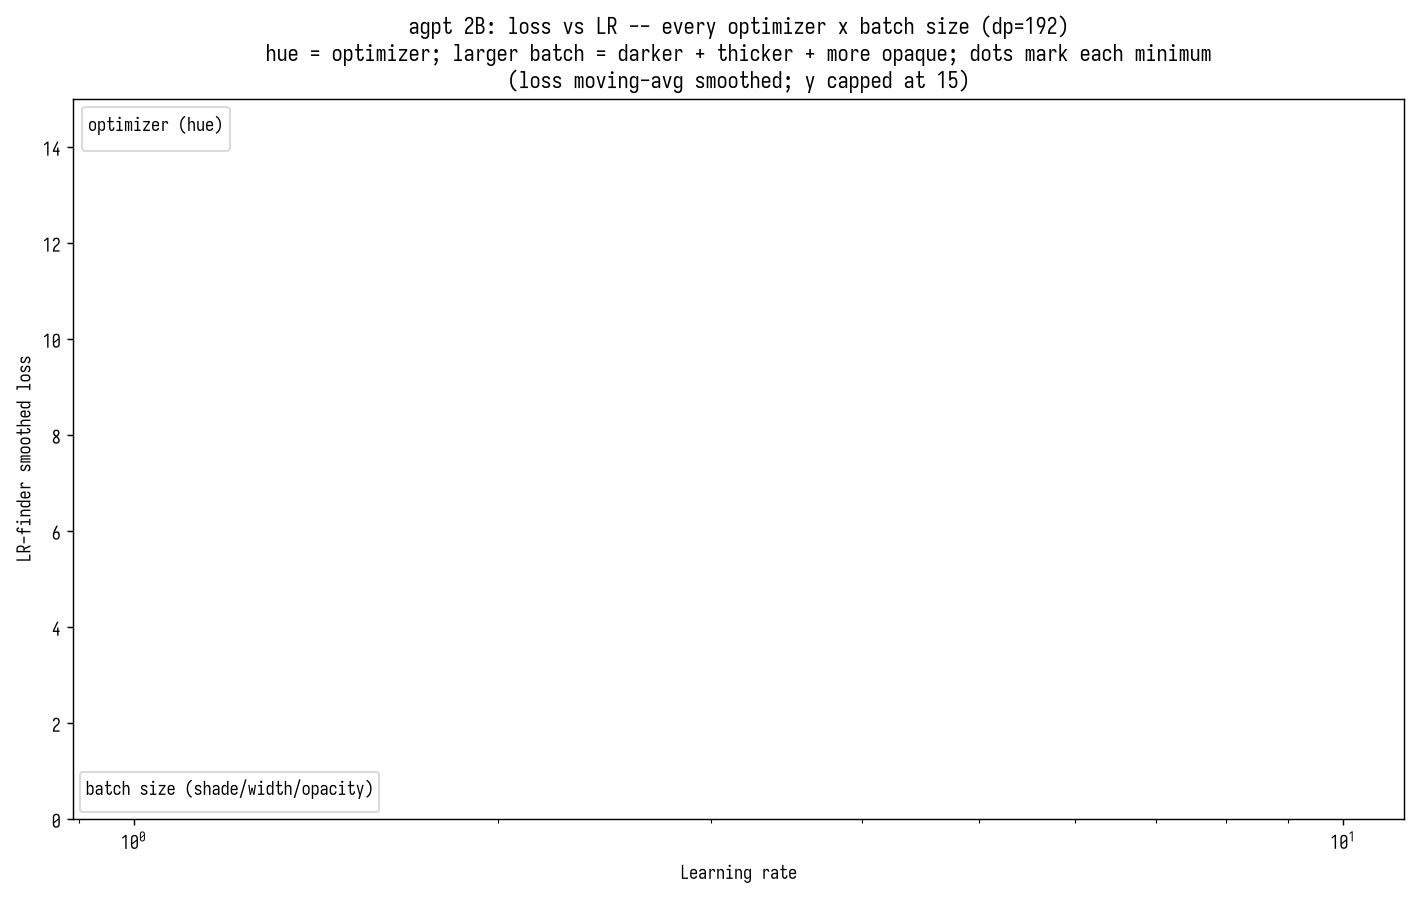 agpt 2B: loss vs LR -- every optimizer x batch size (dp=192)
hue = optimizer; larger batch = darker + thicker + more opaque; dots mark each minimum
(loss moving-avg smoothed; y capped at 15)
optimizer (hue)
14
12
10
8
6
4
2
0
LR-finder smoothed loss
batch size (shade/width/opacity)
10⁰
10¹
Learning rate